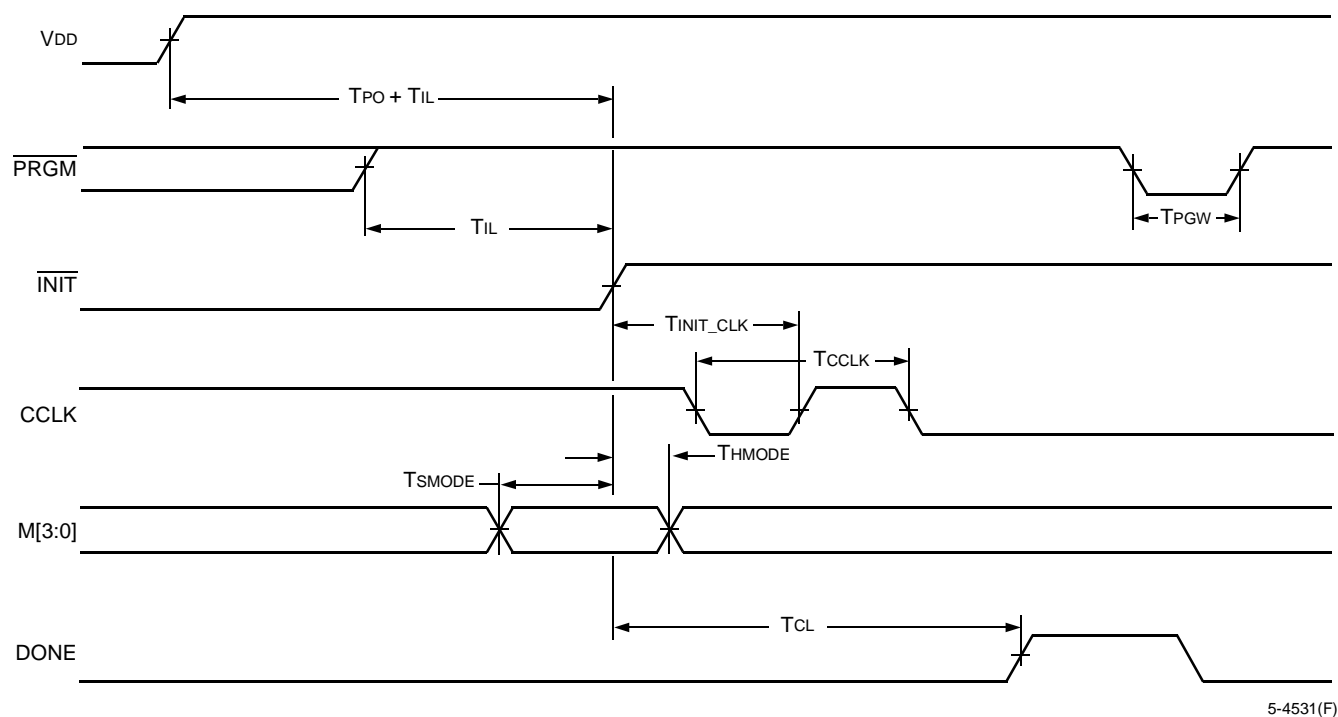 VDD
TPO + TIL
PRGM
TPGW
TIL
INIT
TINIT_CLK
TCCLK
CCLK
THMODE
TSMODE
M[3:0]
TCL
DONE
5-4531(F)